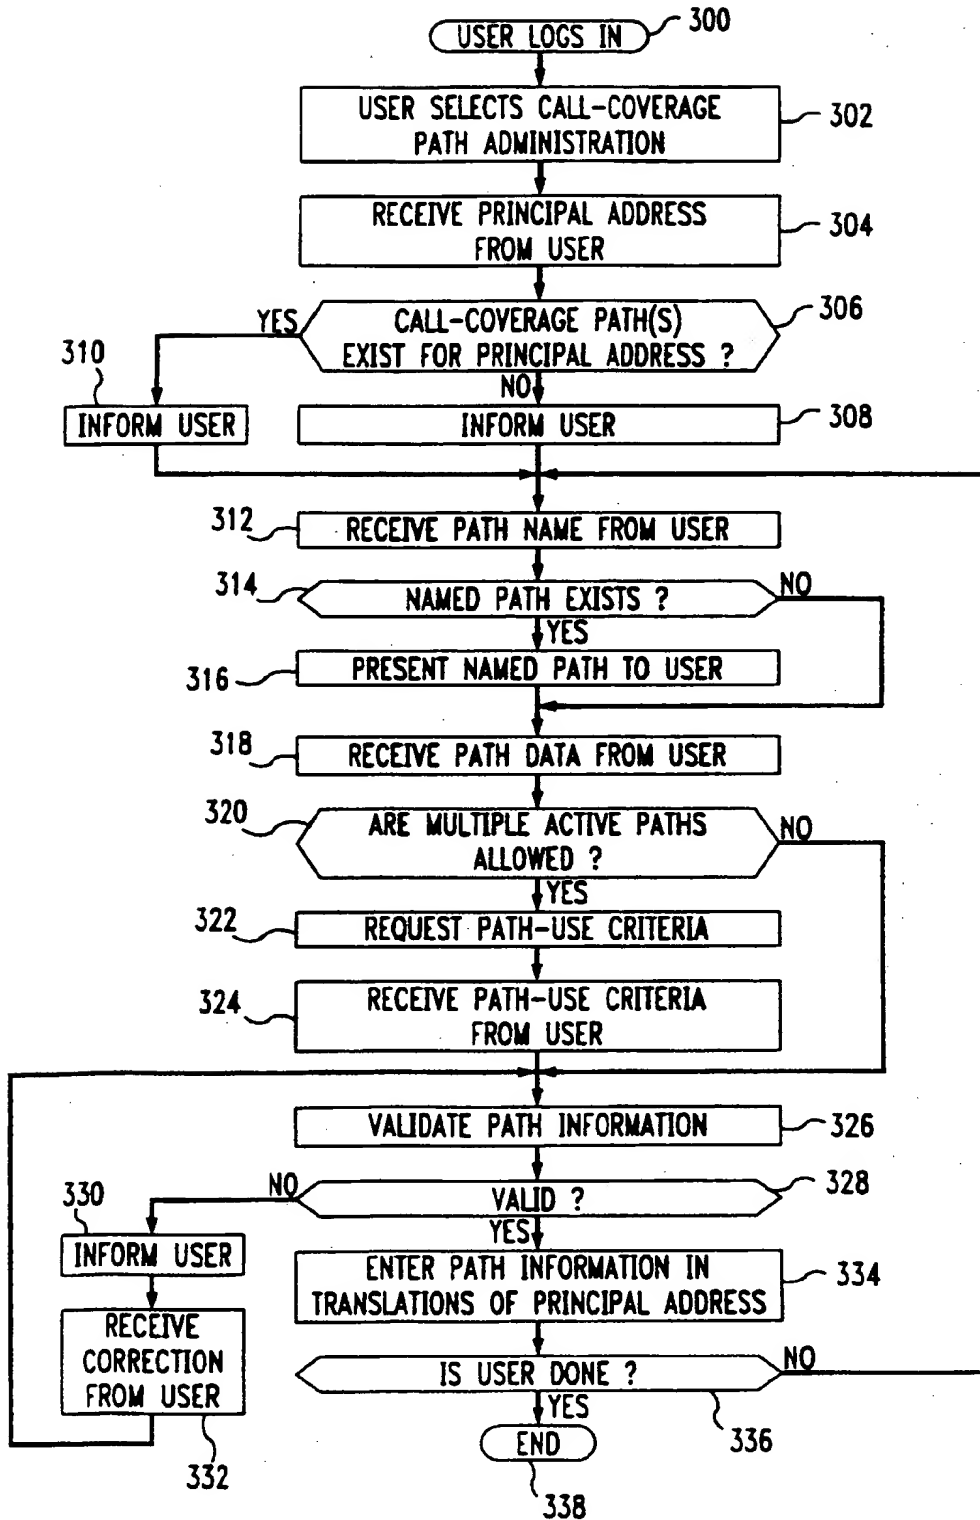 USER LOGS IN
300
USER SELECTS CALL-COVERAGE
PATH ADMINISTRATION
302
RECEIVE PRINCIPAL ADDRESS
FROM USER
304
CALL-COVERAGE PATH(S)
EXIST FOR PRINCIPAL ADDRESS ?
306
YES
310
INFORM USER
NO
INFORM USER
308
312
RECEIVE PATH NAME FROM USER
314
NAMED PATH EXISTS ?
NO
YES
316
PRESENT NAMED PATH TO USER
318
RECEIVE PATH DATA FROM USER
320
ARE MULTIPLE ACTIVE PATHS
ALLOWED ?
NO
YES
322
REQUEST PATH-USE CRITERIA
324
RECEIVE PATH-USE CRITERIA
FROM USER
VALIDATE PATH INFORMATION
326
VALID ?
328
NO
330
INFORM USER
YES
ENTER PATH INFORMATION IN
TRANSLATIONS OF PRINCIPAL ADDRESS
334
RECEIVE
CORRECTION
FROM USER
332
IS USER DONE ?
NO
336
YES
END
338